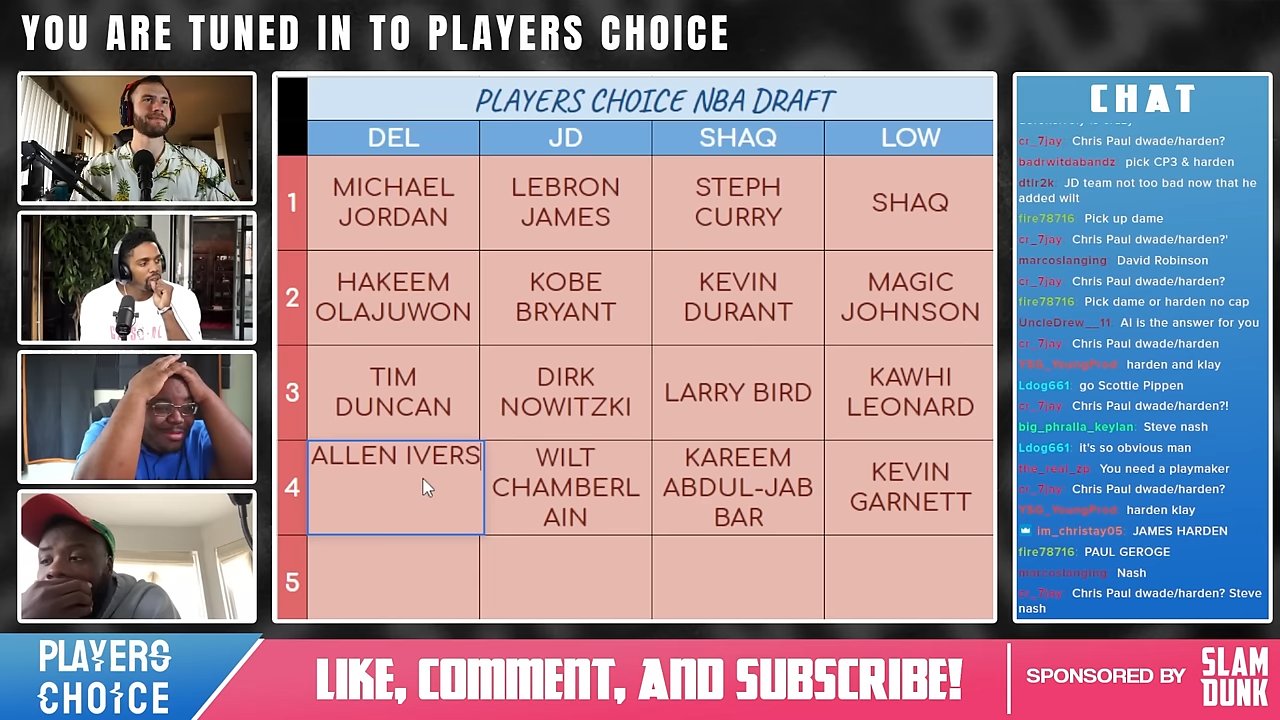 YOU ARE TUNED IN TO PLAYERS CHOICE
PLAYERS CHOICE NBA DRAFT
DEL JD SHAQ LOW
1
MICHAEL
JORDAN
LEBRON
JAMES
STEPH
CURRY
SHAQ
2
HAKEEM
OLAJUWON
KOBE
BRYANT
KEVIN
DURANT
MAGIC
JOHNSON
3
TIM
DUNCAN
DIRK
NOWITZKI
LARRY BIRD
KAWHI
LEONARD
4
ALLEN IVERS
WILT
CHAMBERL
AIN
KAREEM
ABDUL-JAB
BAR
KEVIN
GARNETT
5
CHAT
cr_7jay: Chris Paul dwade/harden?
badrwitdabandz: pick CP3 & harden
dtir2k: JD team not too bad now that he
added wilt
fire78716: Pick up dame
cr_7jay: Chris Paul dwade/harden?'
marcoslanging: David Robinson
cr_7jay: Chris Paul dwade/harden?
fire78716: Pick dame or harden no cap
UncleDrew__11: AI is the answer for you
cr_7jay: Chris Paul dwade/harden
YSG_YoungProd: harden and klay
Ldog661: go Scottie Pippen
cr_7jay: Chris Paul dwade/harden?!
big_phralla_keylan: Steve nash
Ldog661: it's so obvious man
the_real_zp: You need a playmaker
cr_7jay: Chris Paul dwade/harden?
YSG_YoungProd: harden klay
im_christay05: JAMES HARDEN
fire78716: PAUL GEROGE
marcoslanging: Nash
cr_7jay: Chris Paul dwade/harden? Steve
nash
PLAYERS
CHOICE
LIKE, COMMENT, AND SUBSCRIBE!
SPONSORED BY
SLAM
DUNK